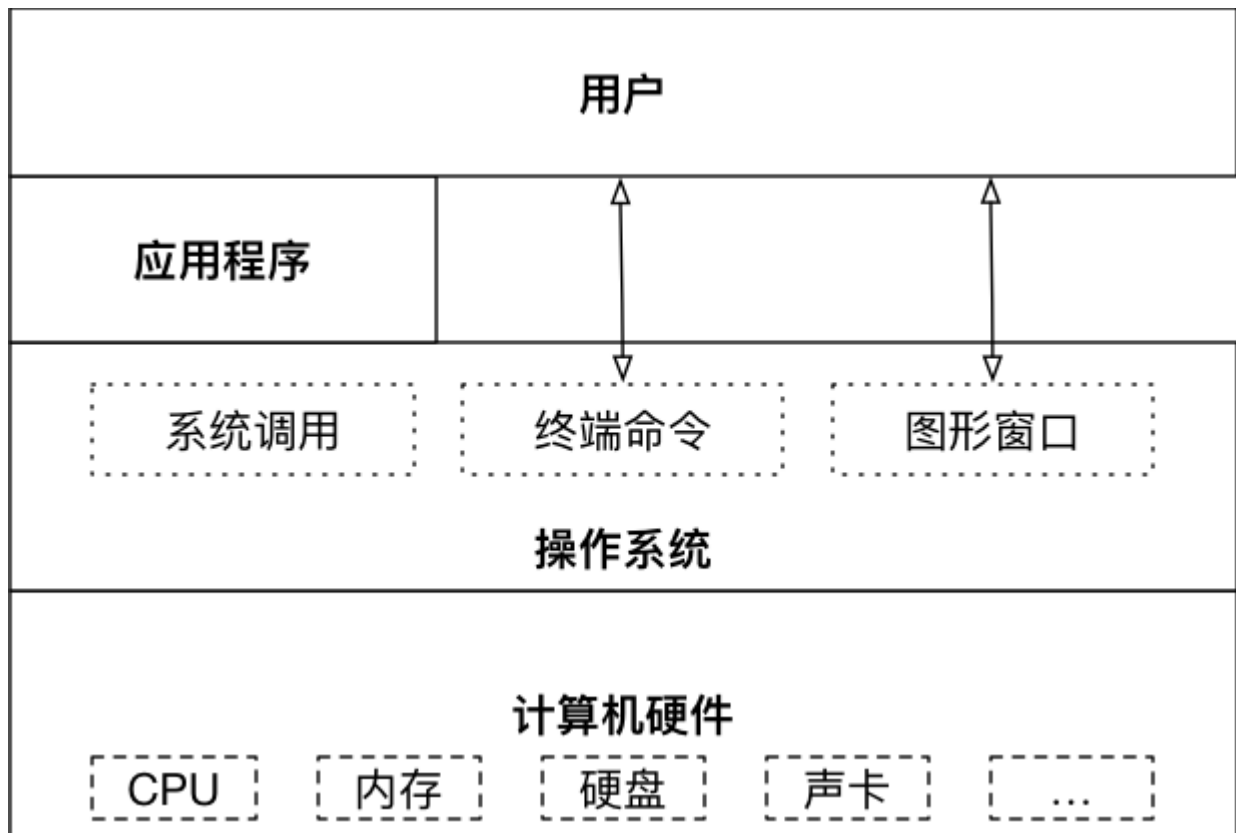 用户
应用程序
系统调用 终端命令 图形窗口
操作系统
计算机硬件
CPU 内存 硬盘 声卡 ...